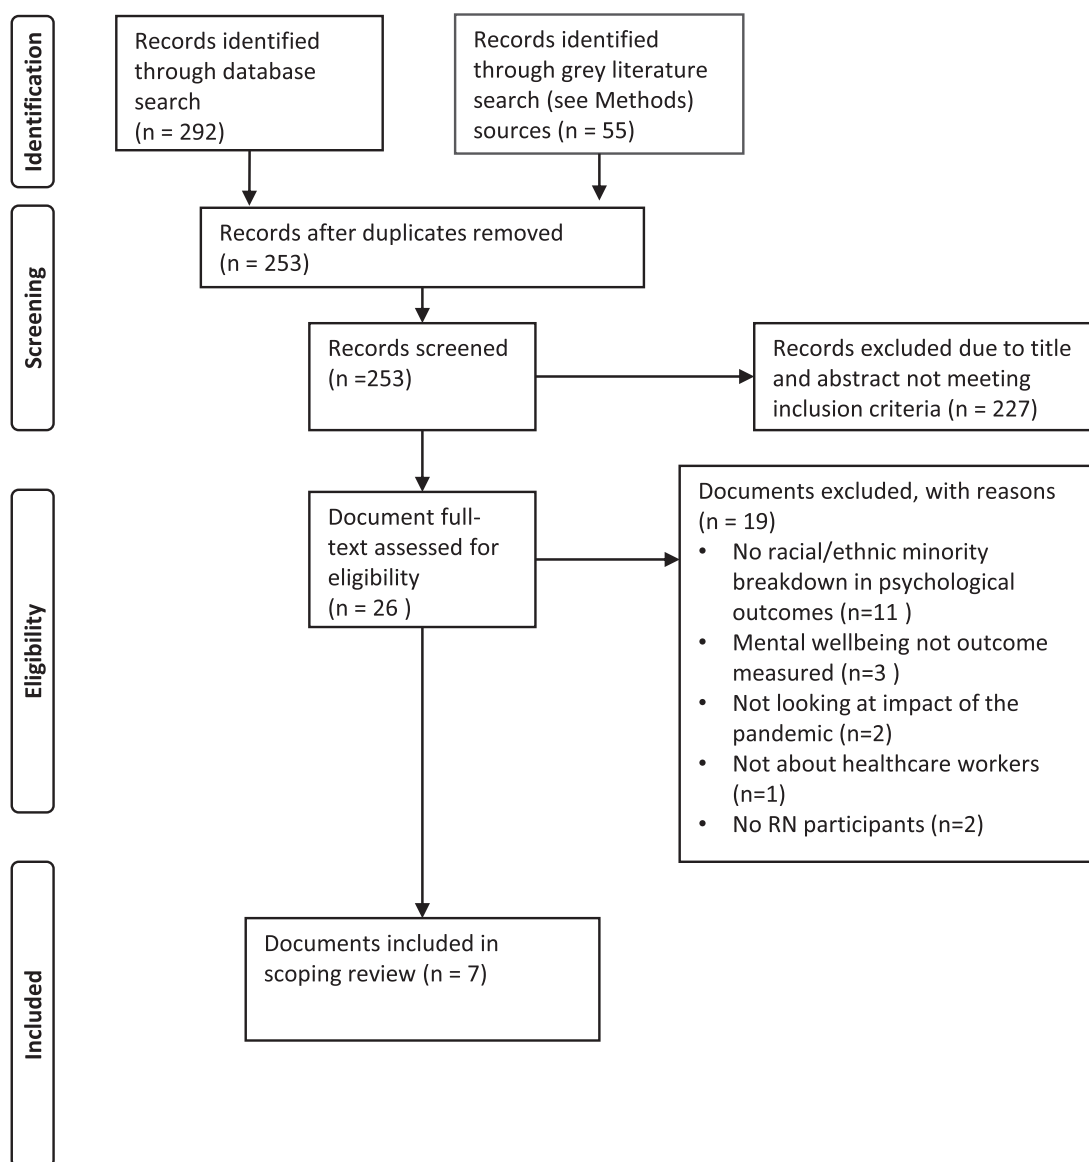 Identification
Records identified
through database
search
(n = 292)
Records identified
through grey literature
search (see Methods)
sources (n = 55)
Screening
Records after duplicates removed
(n = 253)
Records screened
(n =253)
Records excluded due to title
and abstract not meeting
inclusion criteria (n = 227)
Eligibility
Document full-
text assessed for
eligibility
(n = 26 )
Documents excluded, with reasons
(n = 19)
• No racial/ethnic minority
breakdown in psychological
outcomes (n=11 )
• Mental wellbeing not outcome
measured (n=3 )
• Not looking at impact of the
pandemic (n=2)
• Not about healthcare workers
(n=1)
• No RN participants (n=2)
Included
Documents included in
scoping review (n = 7)